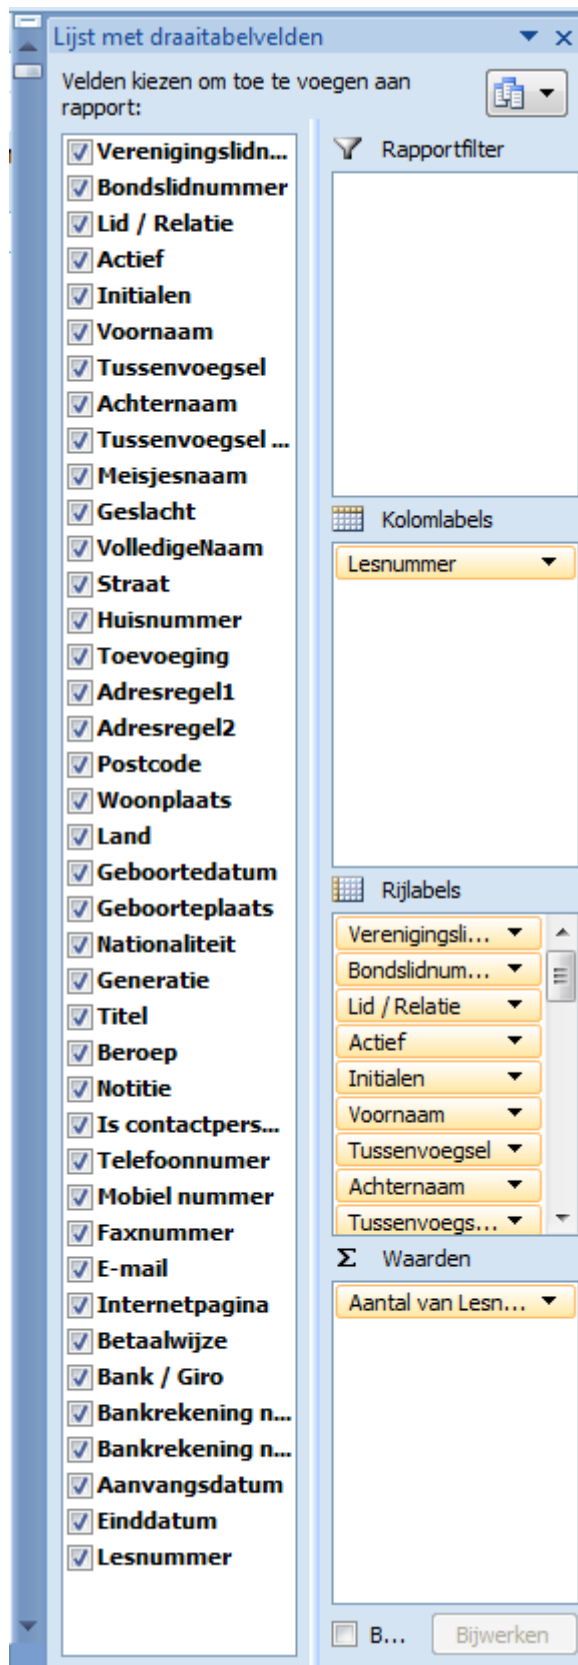 Lijst met draaitabelvelden
Velden kiezen om toe te voegen aan
rapport:
Verenigingslidn...
Bondslidnummer
Lid / Relatie
Actief
Initialen
Voornaam
Tussenvoegsel
Achternaam
Tussenvoegsel ...
Meisjesnaam
Geslacht
VolledigeNaam
Straat
Huisnummer
Toevoeging
Adresregel1
Adresregel2
Postcode
Woonplaats
Land
Geboortedatum
Geboorteplaats
Nationaliteit
Generatie
Titel
Beroep
Notitie
Is contactpers...
Telefoonnumer
Mobiel nummer
Faxnummer
E-mail
Internetpagina
Betaalwijze
Bank / Giro
Bankrekening n...
Bankrekening n...
Aanvangsdatum
Einddatum
Lesnummer
Rapportfilter
Kolomlabels
Lesnummer
Rijlabels
Verenigingsli...
Bondslidnum...
Lid / Relatie
Actief
Initialen
Voornaam
Tussenvoegsel
Achternaam
Tussenvoegs...
Σ Waarden
Aantal van Lesn...
B...
Bijwerken